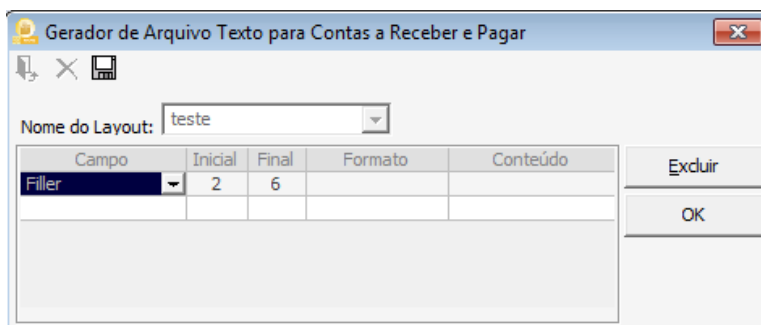 Gerador de Arquivo Texto para Contas a Receber e Pagar
Nome do Layout: teste
Campo Inicial Final Formato Conteúdo
Filler 2 6
Excluir
OK